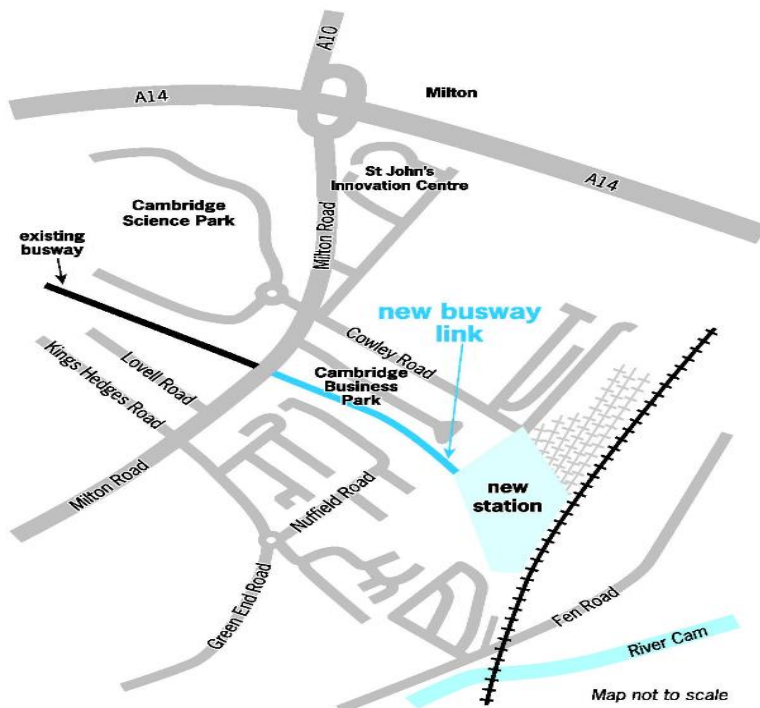 A10
A14
Milton
A14
St John's
Innovation Centre
Cambridge
Science Park
Milton Road
existing
busway
new busway
link
Cowley Road
Lovell Road
Kings Hedges Road
Cambridge
Business
Park
Milton Road
Nuffield Road
new
station
Green End Road
Fen Road
River Cam
Map not to scale